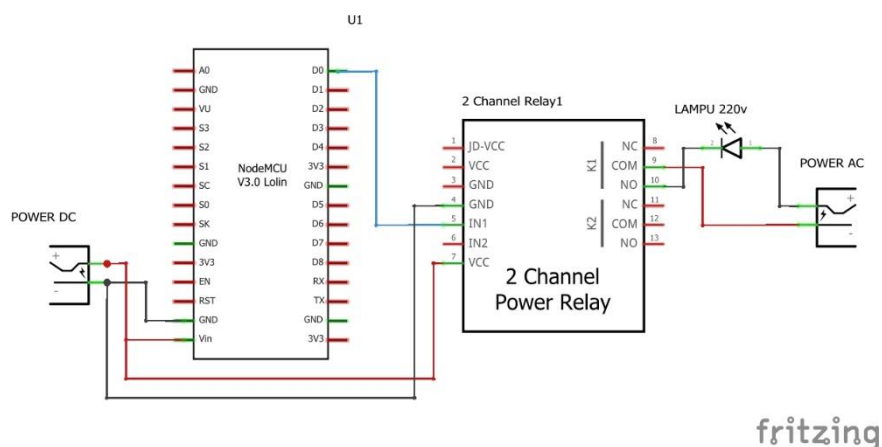 U1
A0
GND
VU
S3
S2
S1
SC
S0
SK
GND
3V3
EN
RST
GND
Vin
NodeMCU
V3.0 Lolin
D0
D1
D2
D3
D4
3V3
GND
D5
D6
D7
D8
RX
TX
GND
3V3
POWER DC
+
-
2 Channel Relay1
1 JD-VCC
2 VCC
3 GND
4 GND
5 IN1
6 IN2
7 VCC
K1
K2
NC 8
COM 9
NO 10
NC 11
COM 12
NO 13
2 Channel
Power Relay
LAMPU 220v
2 1
POWER AC
+
-
fritzing